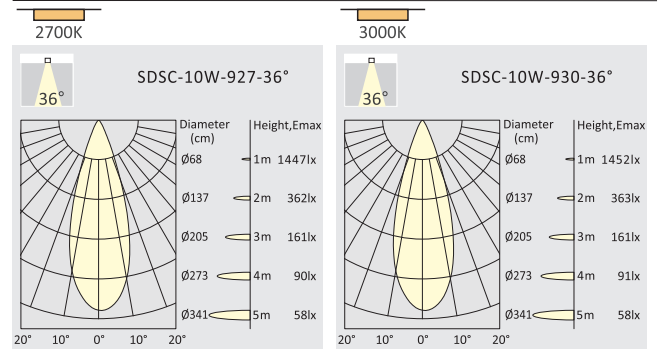 2700K
SDSC-10W-927-36°
36°
Diameter
(cm)
Height,Emax
Ø68 1m 1447lx
Ø137 2m 362lx
Ø205 3m 161lx
Ø273 4m 90lx
Ø341 5m 58lx
20° 10° 0° 10° 20°
3000K
SDSC-10W-930-36°
36°
Diameter
(cm)
Height,Emax
Ø68 1m 1452lx
Ø137 2m 363lx
Ø205 3m 161lx
Ø273 4m 91lx
Ø341 5m 58lx
20° 10° 0° 10° 20°